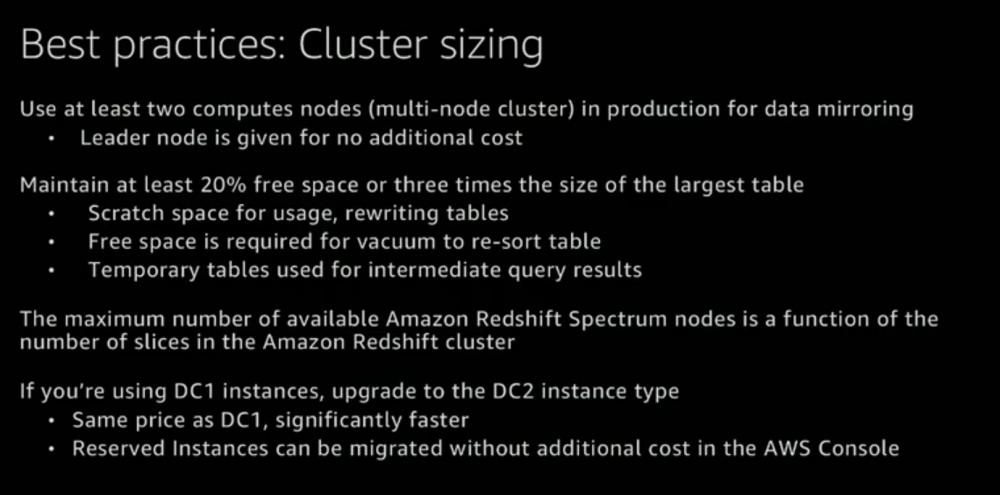 Best practices: Cluster sizing
Use at least two computes nodes (multi-node cluster) in production for data mirroring
• Leader node is given for no additional cost
Maintain at least 20% free space or three times the size of the largest table
• Scratch space for usage, rewriting tables
• Free space is required for vacuum to re-sort table
• Temporary tables used for intermediate query results
The maximum number of available Amazon Redshift Spectrum nodes is a function of the
number of slices in the Amazon Redshift cluster
If you’re using DC1 instances, upgrade to the DC2 instance type
• Same price as DC1, significantly faster
• Reserved Instances can be migrated without additional cost in the AWS Console